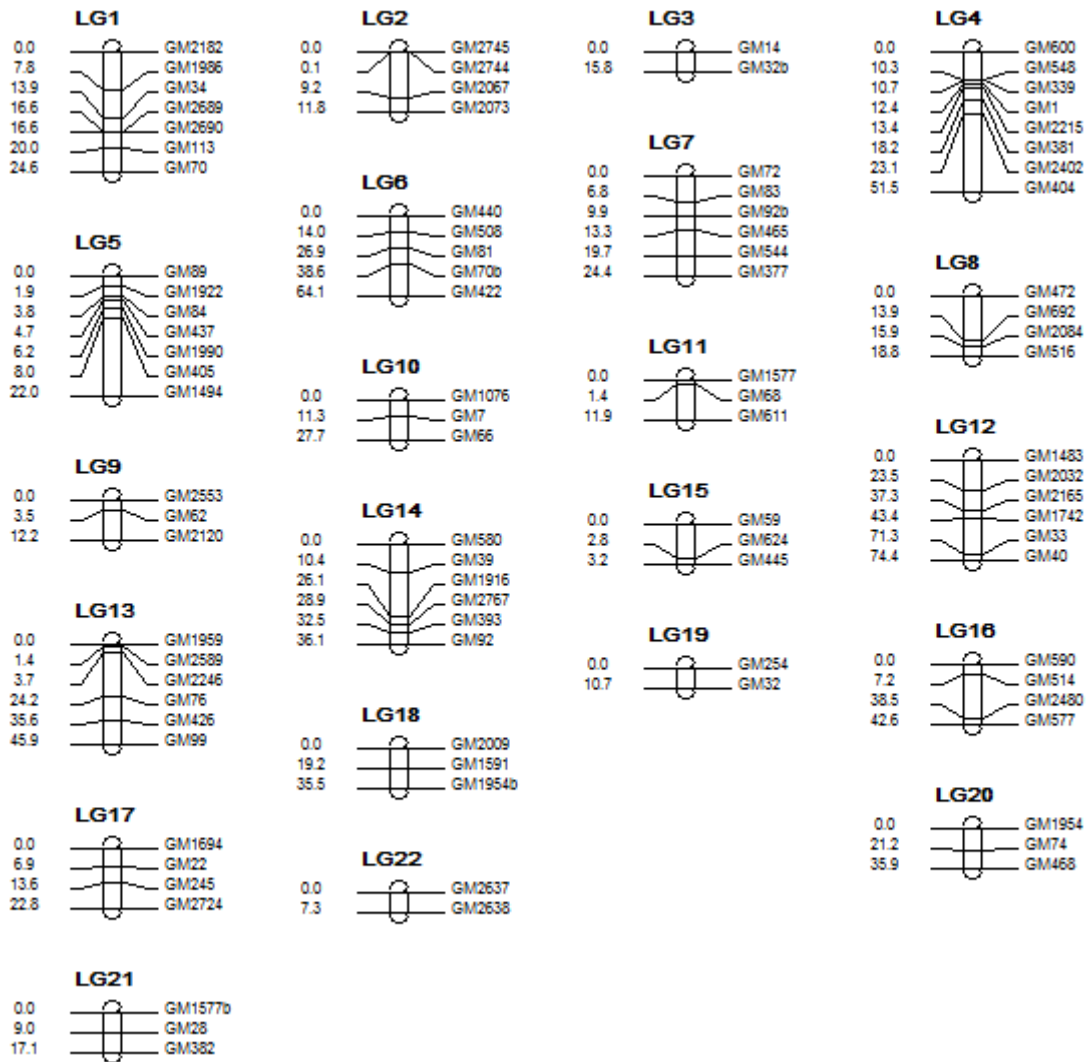 LG1
0.0 GM2182
7.8 GM1986
13.9 GM34
16.6 GM2689
16.6 GM2690
20.0 GM113
24.6 GM70
LG5
0.0 GM89
1.9 GM1922
3.8 GM84
4.7 GM437
6.2 GM1990
8.0 GM405
22.0 GM1494
LG9
0.0 GM2553
3.5 GM62
12.2 GM2120
LG13
0.0 GM1959
1.4 GM2589
3.7 GM2246
24.2 GM76
35.6 GM426
45.9 GM99
LG17
0.0 GM1694
6.9 GM22
13.6 GM245
22.8 GM2724
LG21
0.0 GM1577b
9.0 GM28
17.1 GM382
LG2
0.0 GM2745
0.1 GM2744
9.2 GM2067
11.8 GM2073
LG6
0.0 GM440
14.0 GM508
26.9 GM81
38.6 GM70b
64.1 GM422
LG10
0.0 GM1076
11.3 GM7
27.7 GM66
LG14
0.0 GM580
10.4 GM39
26.1 GM1916
28.9 GM2767
32.5 GM393
36.1 GM92
LG18
0.0 GM2009
19.2 GM1591
35.5 GM1954b
LG22
0.0 GM2637
7.3 GM2638
LG3
0.0 GM14
15.8 GM32b
LG7
0.0 GM72
6.8 GM83
9.9 GM92b
13.3 GM465
19.7 GM544
24.4 GM377
LG11
0.0 GM1577
1.4 GM68
11.9 GM611
LG15
0.0 GM59
2.8 GM624
3.2 GM445
LG19
0.0 GM254
10.7 GM32
LG4
0.0 GM600
10.3 GM548
10.7 GM339
12.4 GM1
13.4 GM2215
18.2 GM381
23.1 GM2402
51.5 GM404
LG8
0.0 GM472
13.9 GM692
15.9 GM2084
18.8 GM516
LG12
0.0 GM1483
23.5 GM2032
37.3 GM2165
43.4 GM1742
71.3 GM33
74.4 GM40
LG16
0.0 GM590
7.2 GM514
38.5 GM2480
42.6 GM577
LG20
0.0 GM1954
21.2 GM74
35.9 GM468